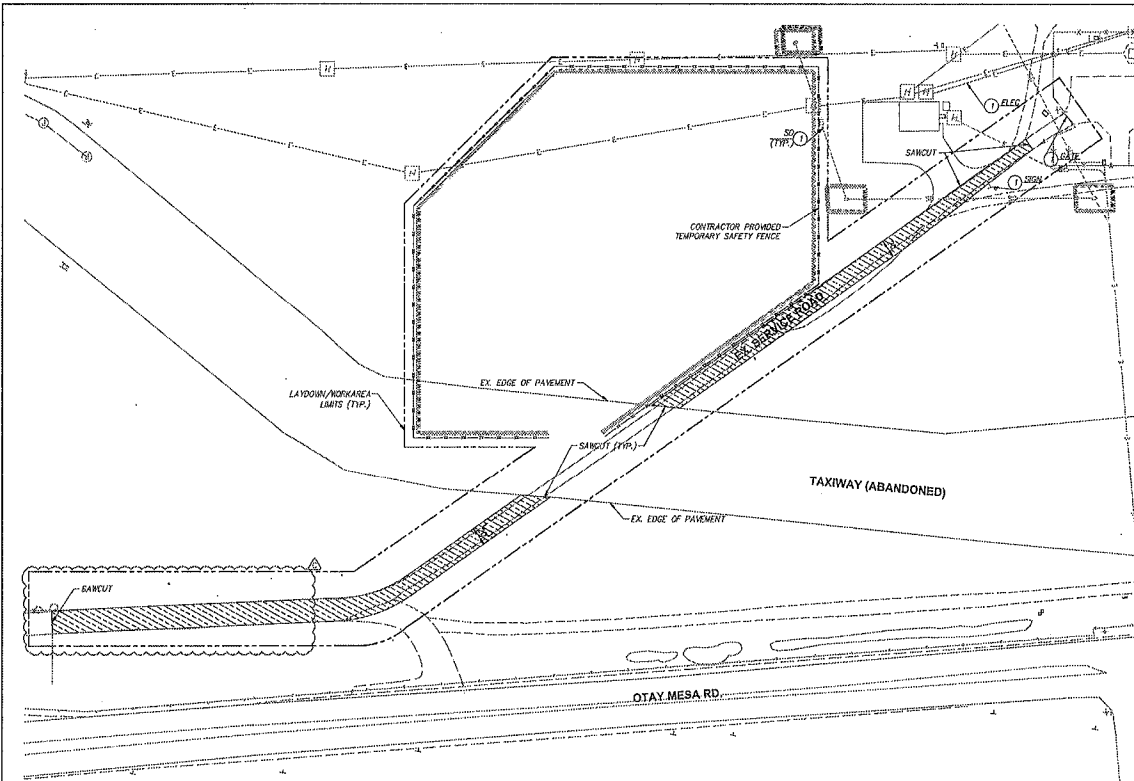 ELEC
SD
(TYP.)
SAWCUT
GATE
SIGN
CONTRACTOR PROVIDED
TEMPORARY SAFETY FENCE
EX. SERVICE ROAD
EX. EDGE OF PAVEMENT
LAYDOWN/WORKAREA
LIMITS (TYP.)
SAWCUT (TYP.)
TAXIWAY (ABANDONED)
EX. EDGE OF PAVEMENT
SAWCUT
OTAY MESA RD.